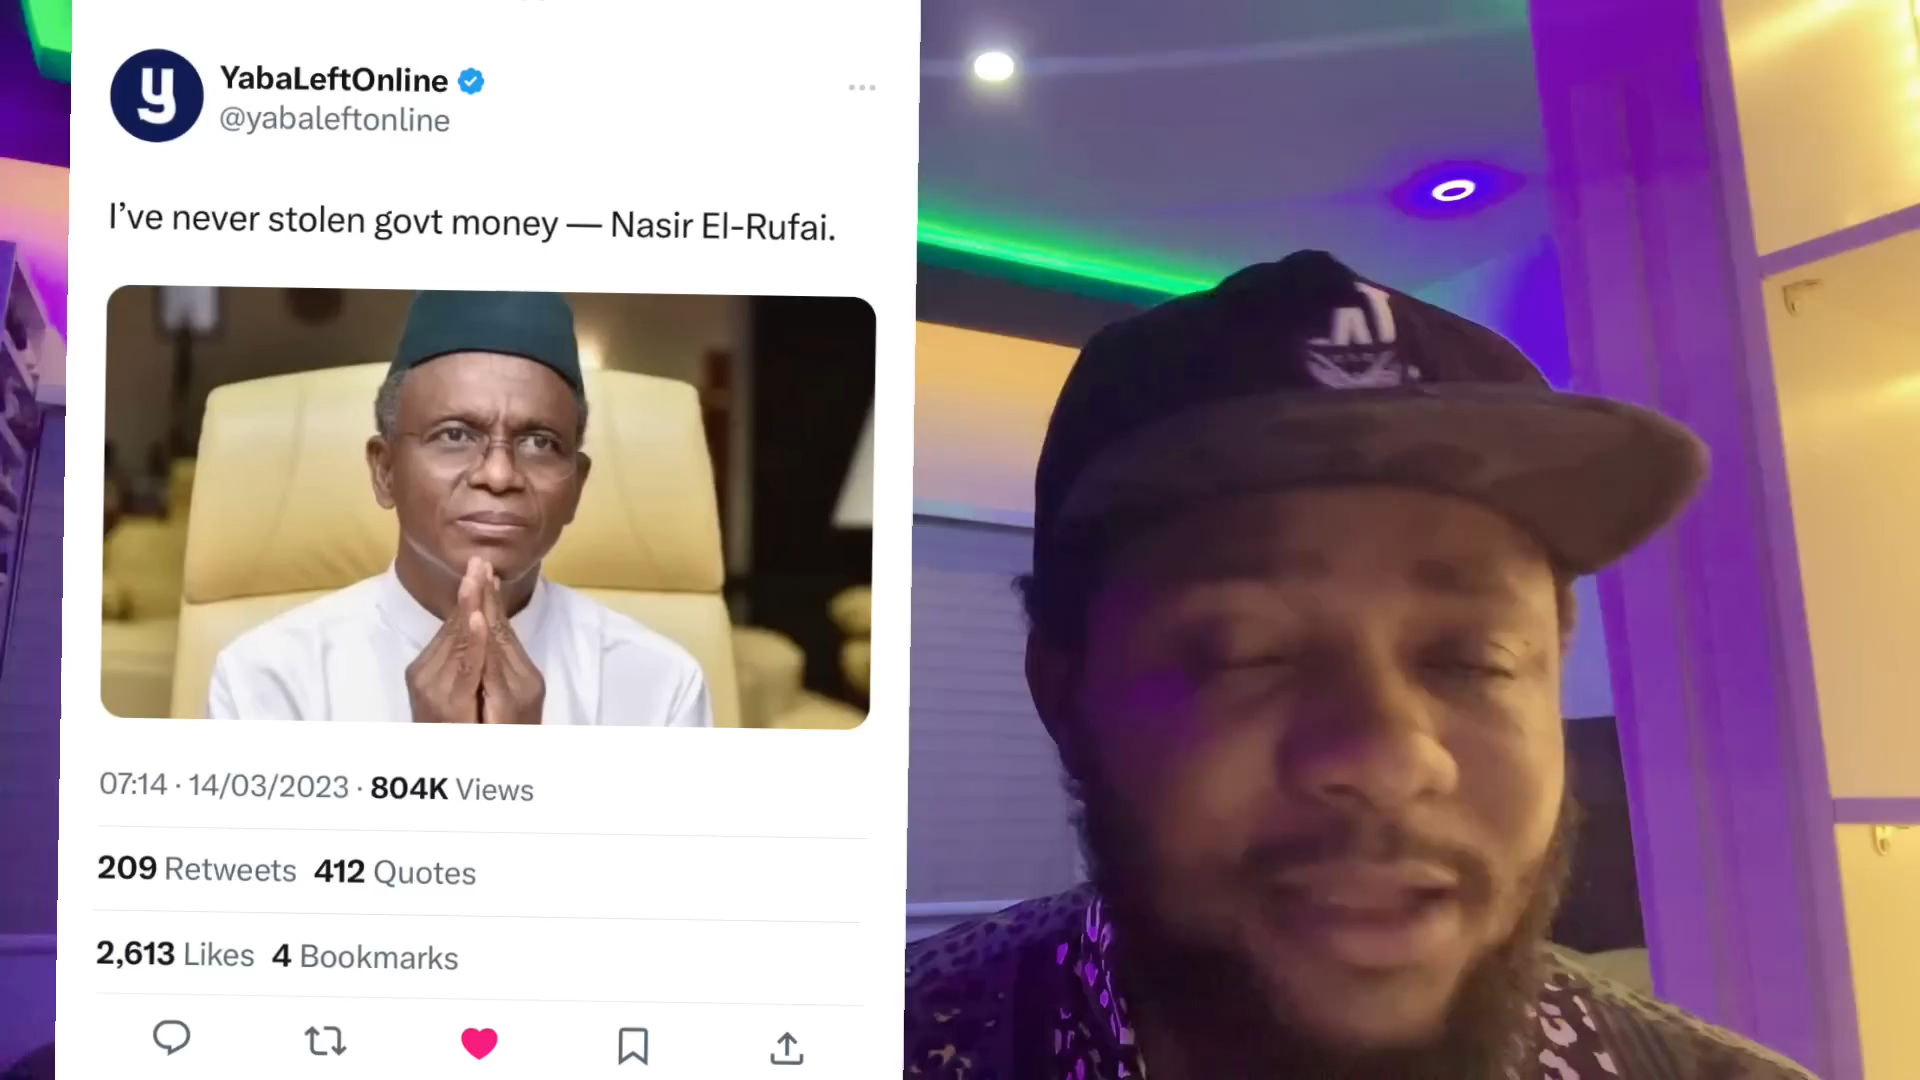 y
YabaLeftOnline
@yabaleftonline
I've never stolen govt money — Nasir El-Rufai.
07:14 · 14/03/2023 · 804K Views
209 Retweets 412 Quotes
2,613 Likes 4 Bookmarks